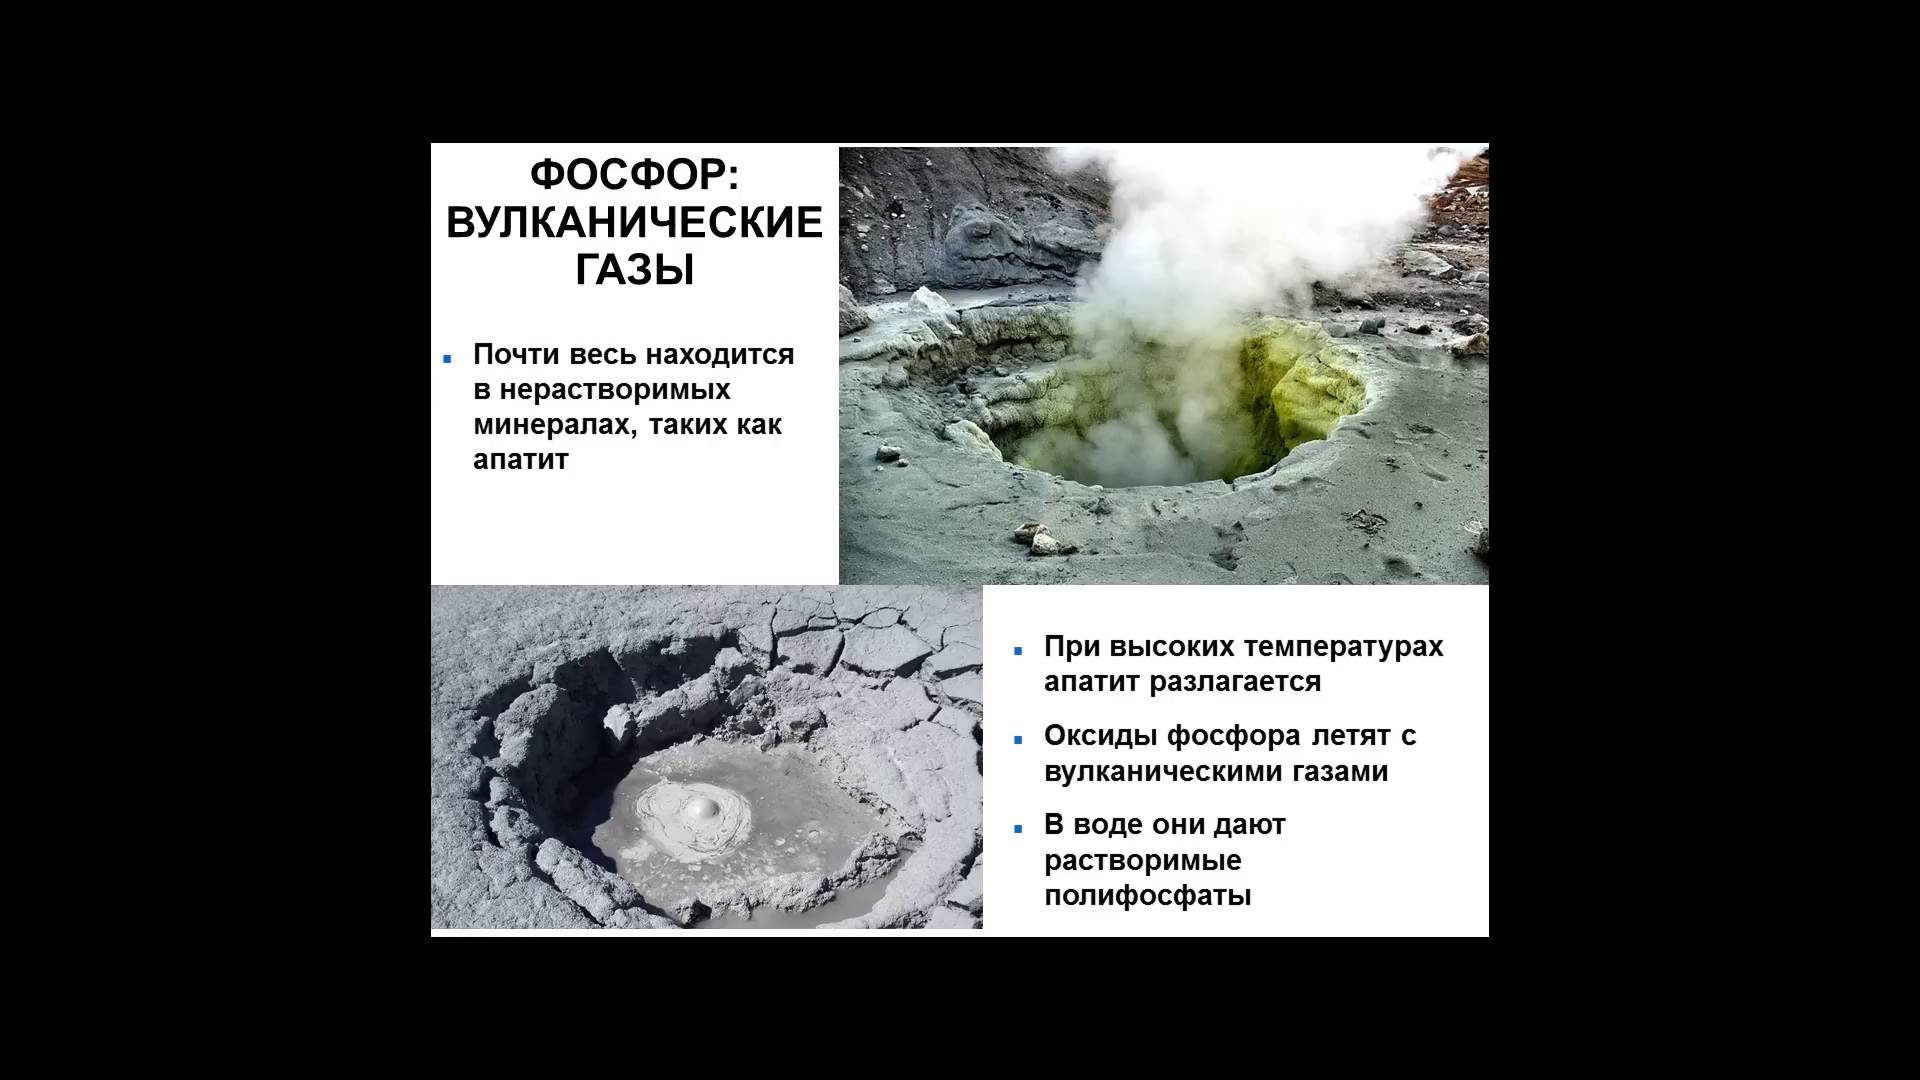 ФОСФОР:
ВУЛКАНИЧЕСКИЕ
ГАЗЫ
Почти весь находится
в нерастворимых
минералах, таких как
апатит
При высоких температурах
апатит разлагается
Оксиды фосфора летят с
вулканическими газами
В воде они дают
растворимые
полифосфаты